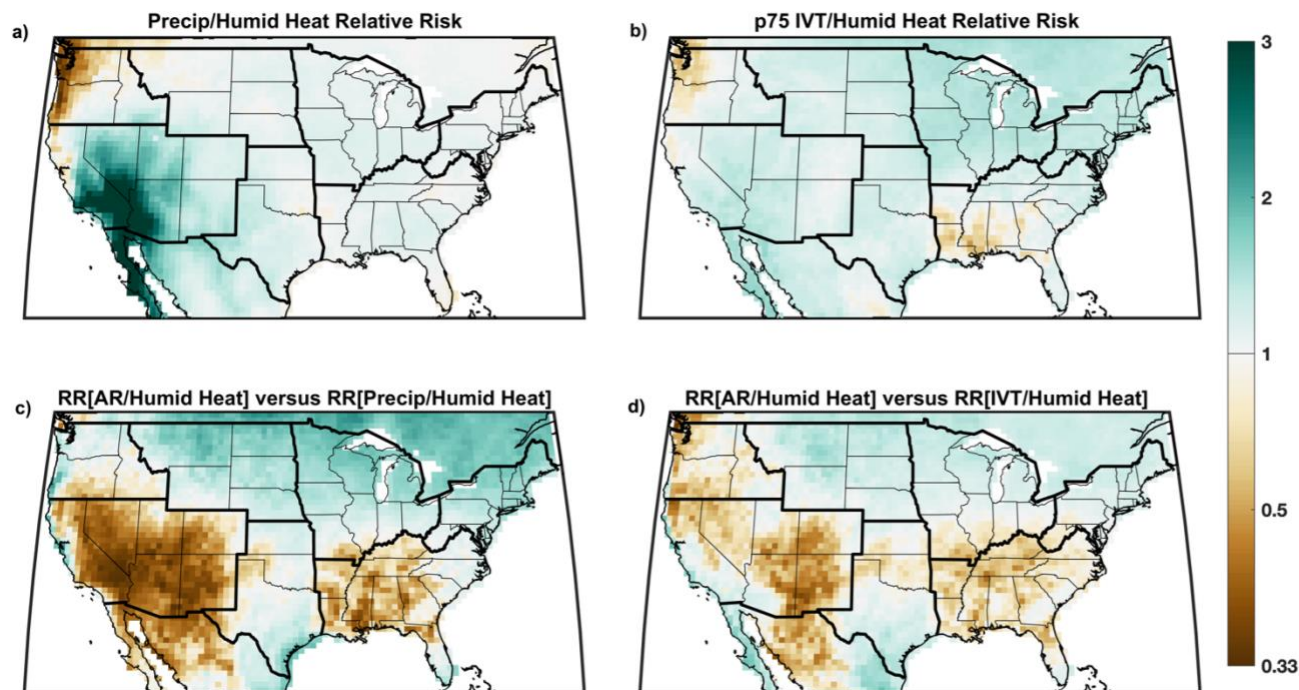 Precip/Humid Heat Relative Risk
p75 IVT/Humid Heat Relative Risk
a)
b)
3
2
1
0.5
0.33
RR[AR/Humid Heat] versus RR[Precip/Humid Heat]
RR[AR/Humid Heat] versus RR[IVT/Humid Heat]
c)
d)